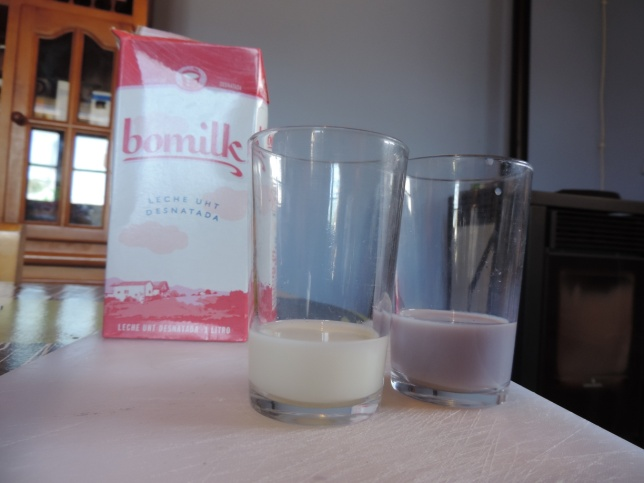 bomilk
LECHE UHT
DESNATADA
LECHE UHT DESNATADA 1 LITRO